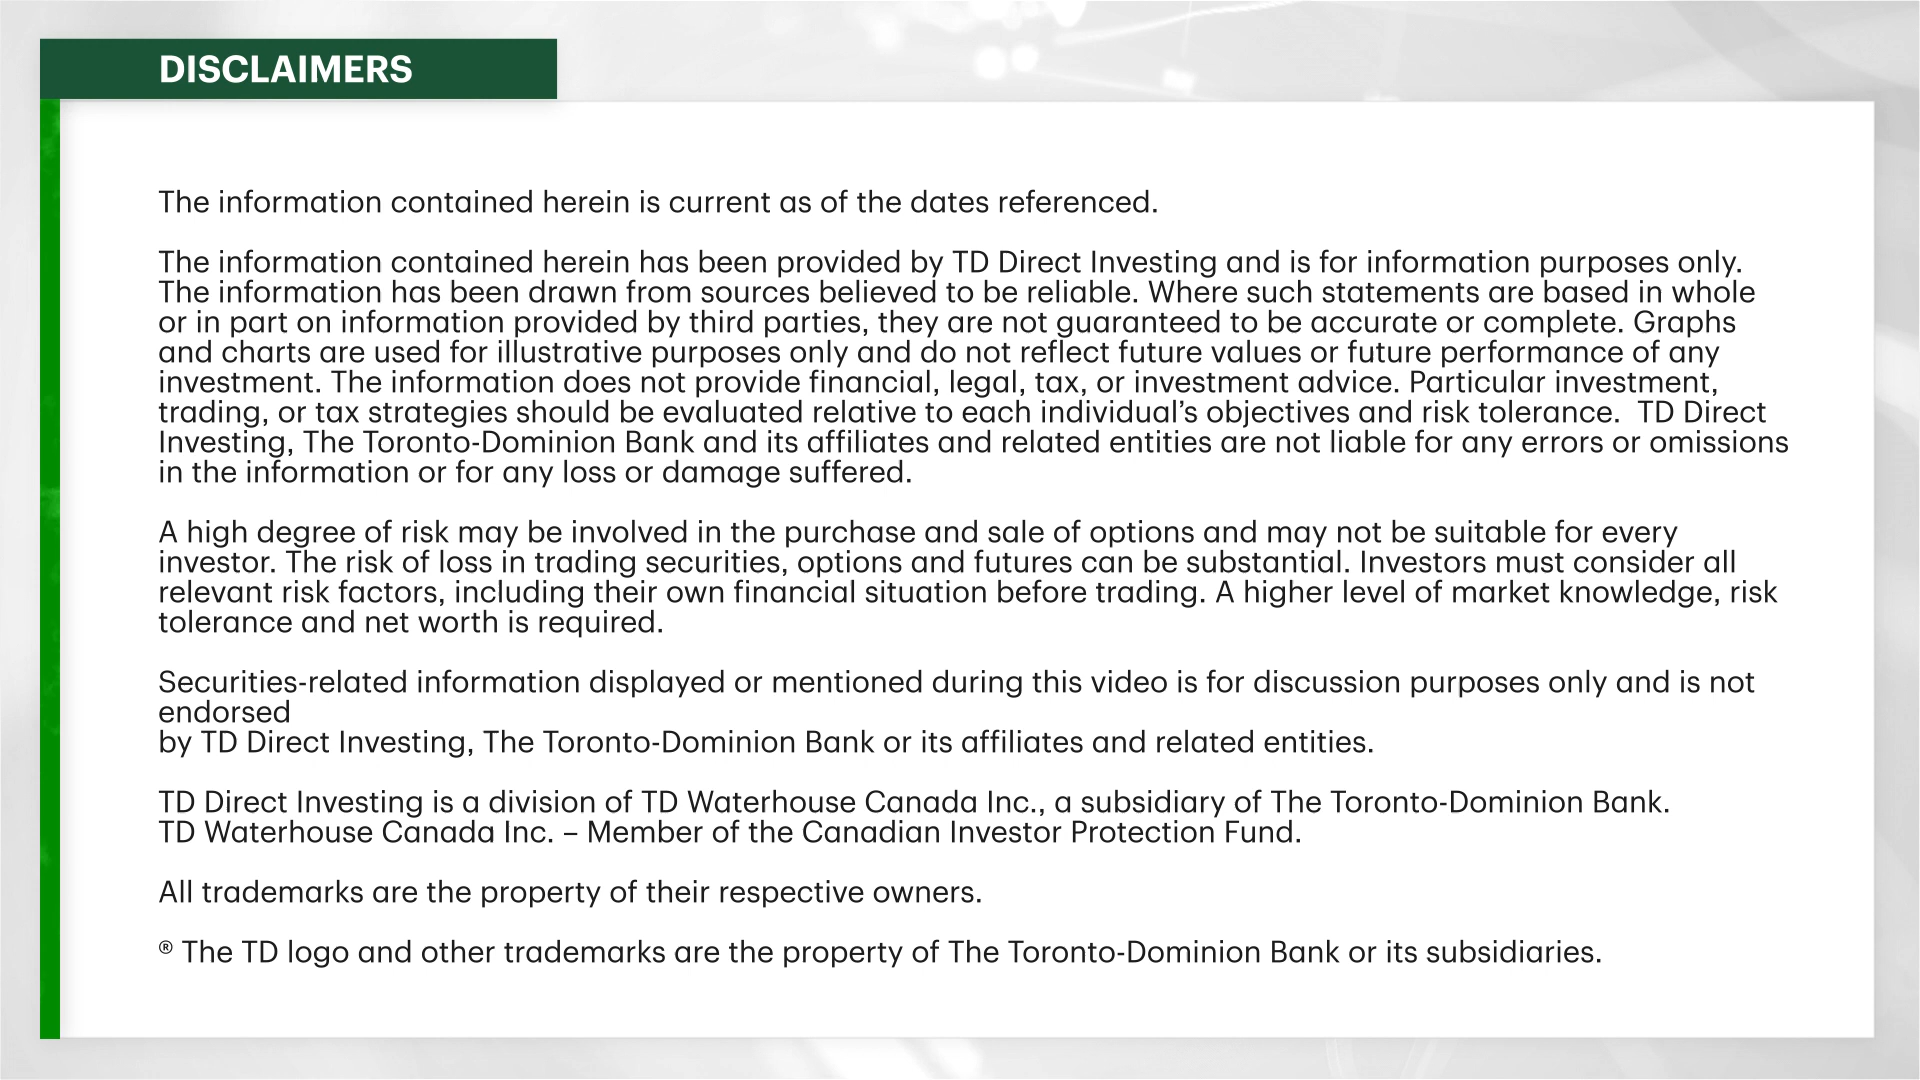 DISCLAIMERS
The information contained herein is current as of the dates referenced.
The information contained herein has been provided by TD Direct Investing and is for information purposes only.
The information has been drawn from sources believed to be reliable. Where such statements are based in whole
or in part on information provided by third parties, they are not guaranteed to be accurate or complete. Graphs
and charts are used for illustrative purposes only and do not reflect future values or future performance of any
investment. The information does not provide financial, legal, tax, or investment advice. Particular investment,
trading, or tax strategies should be evaluated relative to each individual’s objectives and risk tolerance.  TD Direct
Investing, The Toronto-Dominion Bank and its affiliates and related entities are not liable for any errors or omissions
in the information or for any loss or damage suffered.
A high degree of risk may be involved in the purchase and sale of options and may not be suitable for every
investor. The risk of loss in trading securities, options and futures can be substantial. Investors must consider all
relevant risk factors, including their own financial situation before trading. A higher level of market knowledge, risk
tolerance and net worth is required.
Securities-related information displayed or mentioned during this video is for discussion purposes only and is not
endorsed
by TD Direct Investing, The Toronto-Dominion Bank or its affiliates and related entities.
TD Direct Investing is a division of TD Waterhouse Canada Inc., a subsidiary of The Toronto-Dominion Bank.
TD Waterhouse Canada Inc. – Member of the Canadian Investor Protection Fund.
All trademarks are the property of their respective owners.
® The TD logo and other trademarks are the property of The Toronto-Dominion Bank or its subsidiaries.